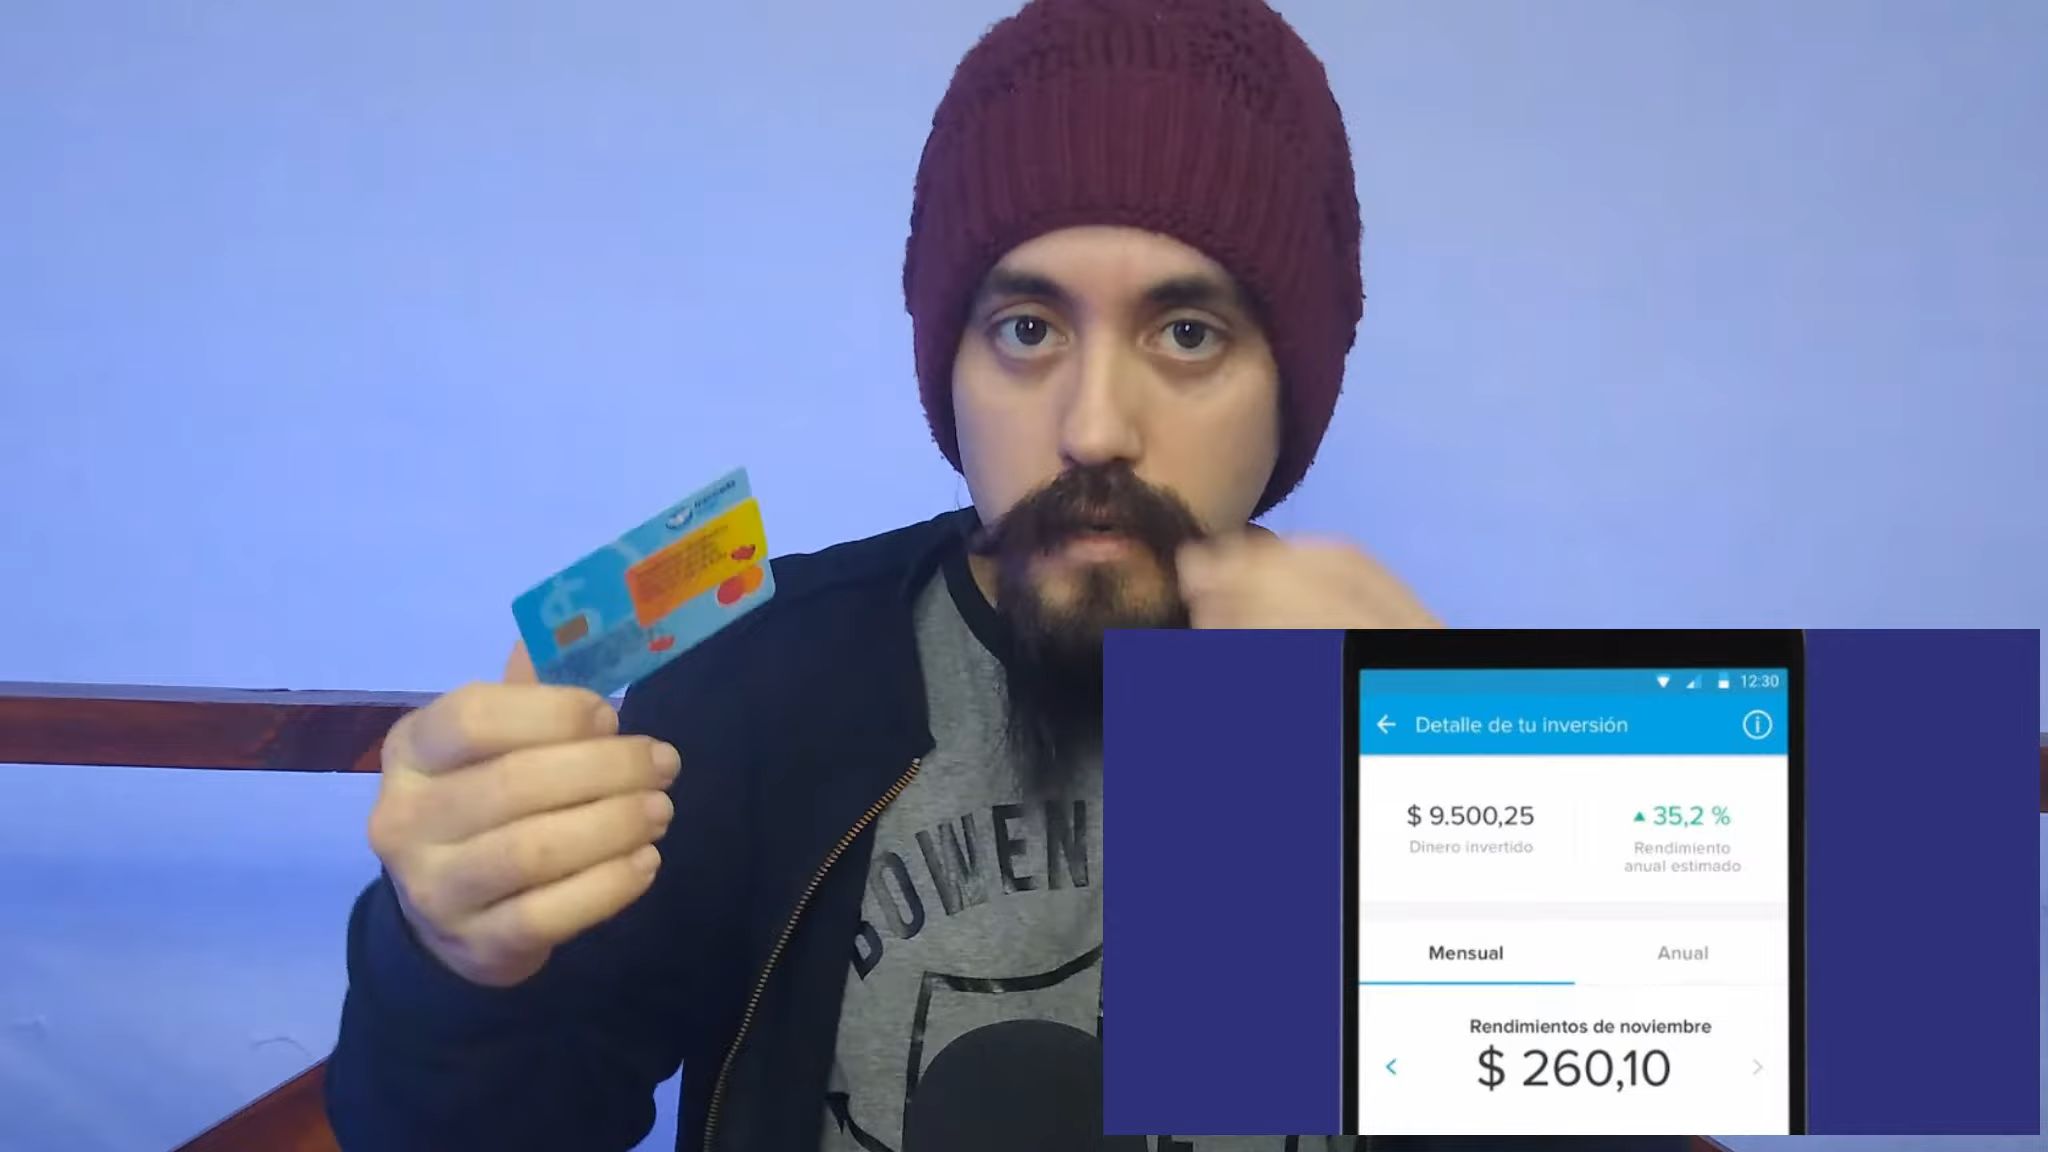 BOWEN
12:30
Detalle de tu inversión
$ 9.500,25
▲ 35,2 %
Dinero invertido
Rendimiento
anual estimado
Mensual
Anual
Rendimientos de noviembre
$ 260,10